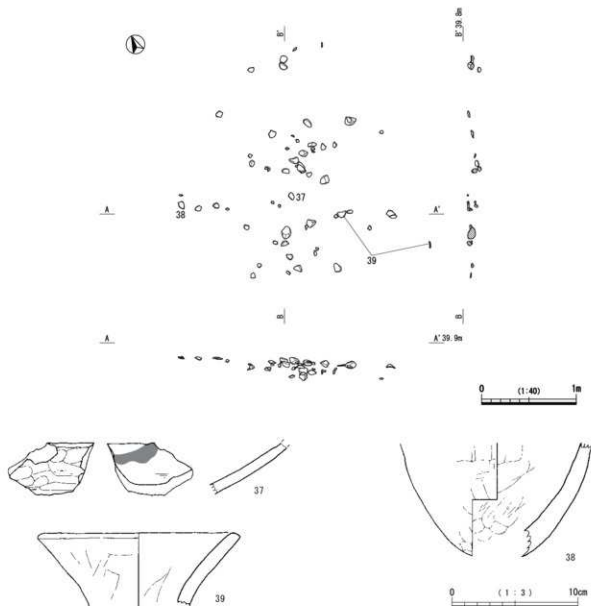 B'
B' 39.8m
37
38
A
A'
39
B
B
A
A' 39.9m
0 (1:40) 1m
37
38
39
0 (1:3) 10cm